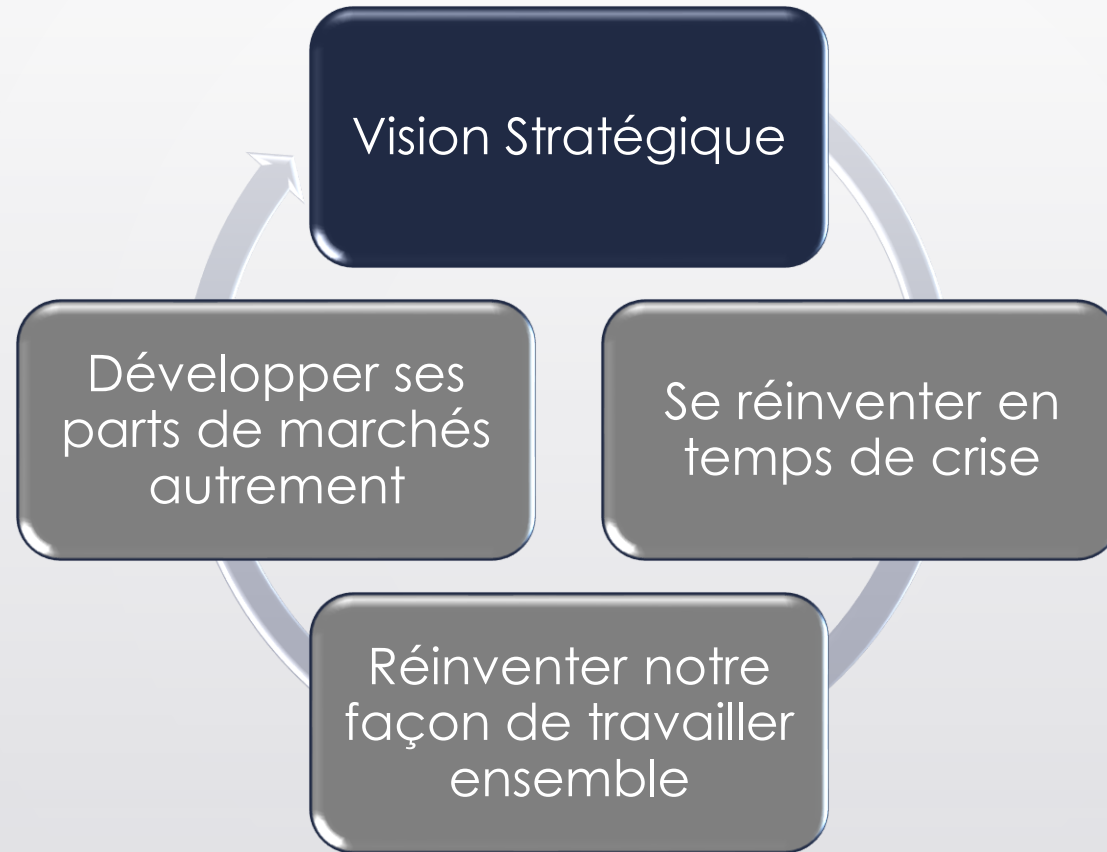 Vision Stratégique
Se réinventer en
temps de crise
Réinventer notre
façon de travailler
ensemble
Développer ses
parts de marchés
autrement